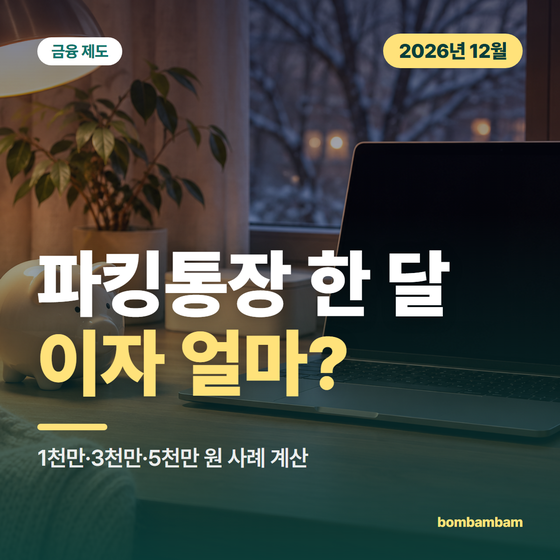 금융 제도
2026년 12월
파킹통장 한 달
이자 얼마?
1천만·3천만·5천만 원 사례 계산
bombambam